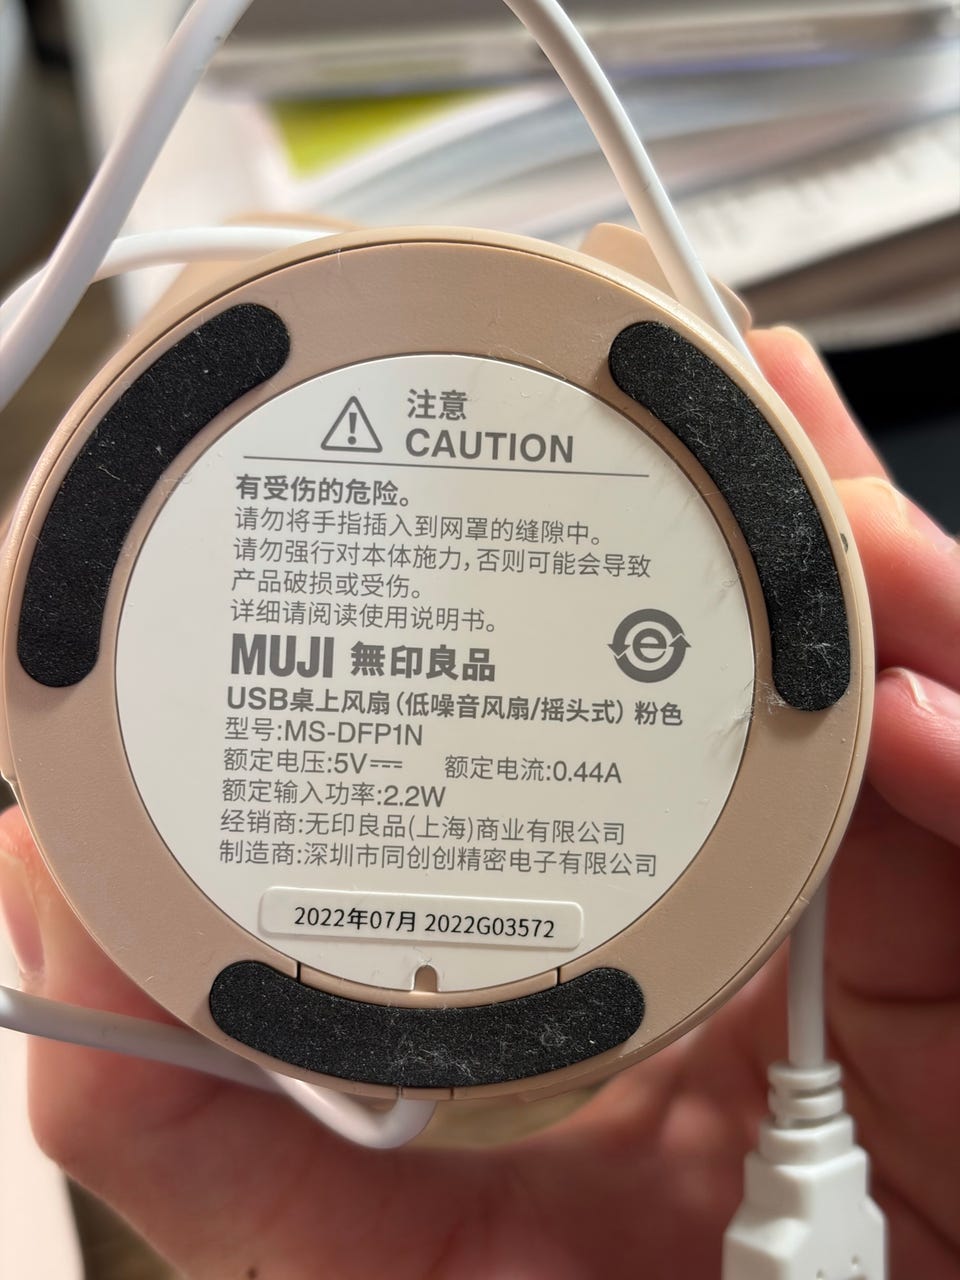 注意
CAUTION
有受伤的危险。
请勿将手指插入到网罩的缝隙中。
请勿强行对本体施力，否则可能会导致
产品破损或受伤。
详细请阅读使用说明书。
MUJI 無印良品
USB桌上风扇（低噪音风扇/摇头式）粉色
型号:MS-DFP1N
额定电压:5V⎓ 额定电流:0.44A
额定输入功率:2.2W
经销商:无印良品(上海)商业有限公司
制造商:深圳市同创创精密电子有限公司
2022年07月 2022G03572